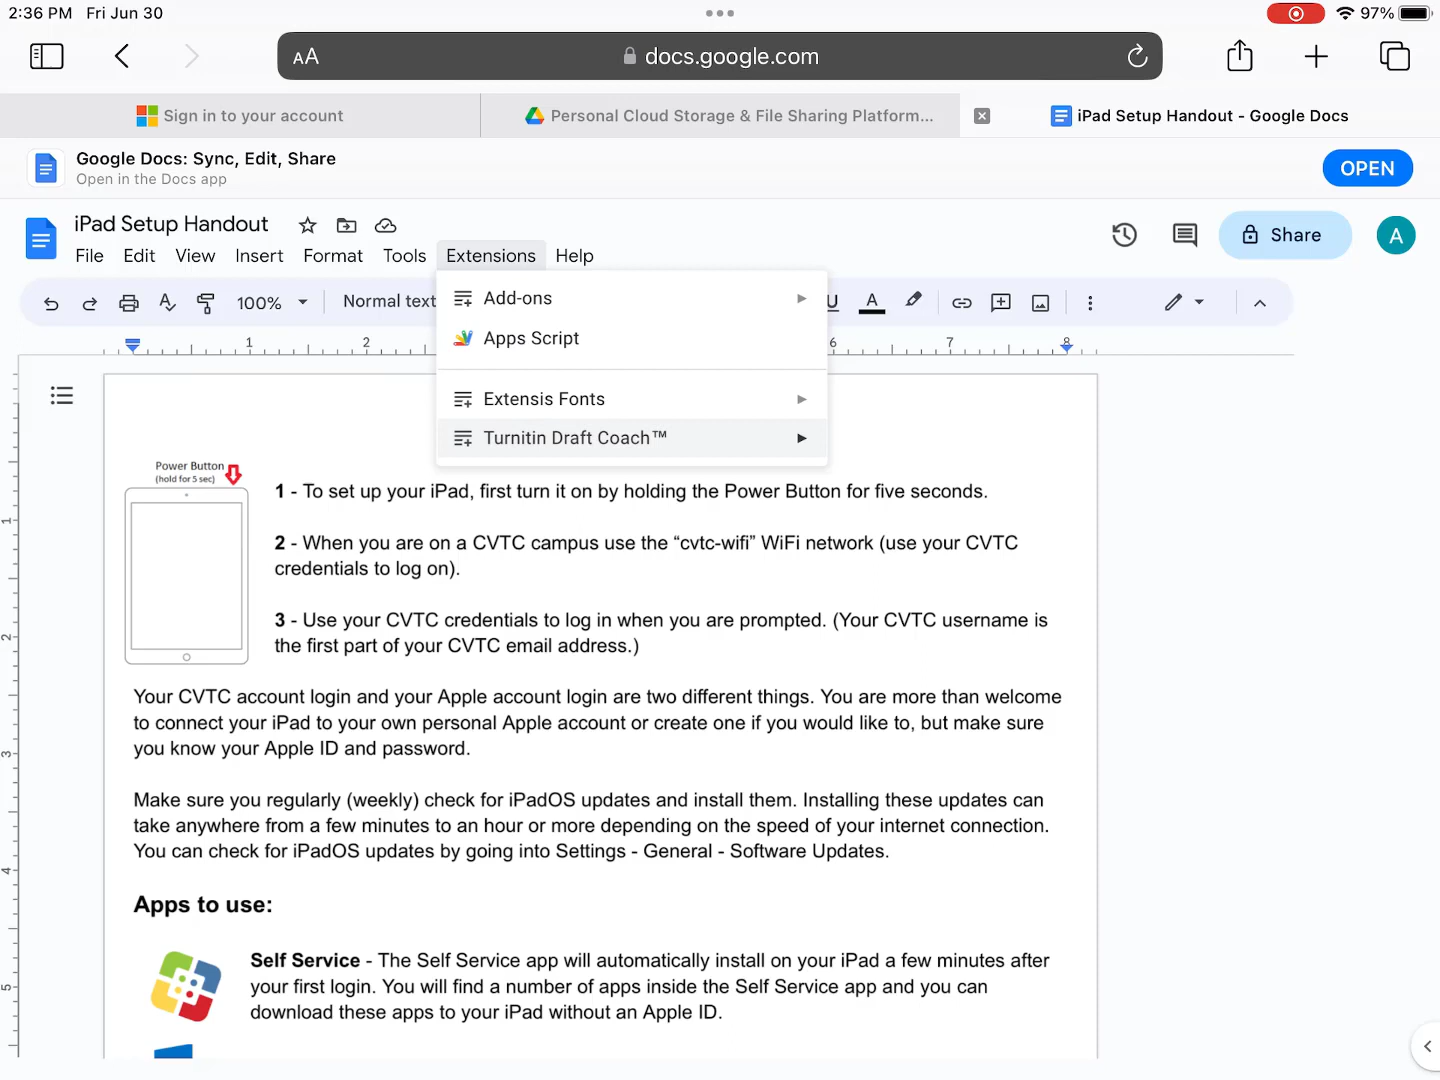 2:36 PM Fri Jun 30
97%
AA docs.google.com
Sign in to your account
Personal Cloud Storage & File Sharing Platform...
iPad Setup Handout - Google Docs
Google Docs: Sync, Edit, Share
Open in the Docs app
OPEN
iPad Setup Handout
Share
A
File Edit View Insert Format Tools Extensions Help
100% Normal text
U A
Add-ons
Apps Script
Extensis Fonts
Turnitin Draft Coach™
1 2 6 7 8
1
2
3
4
5
Power Button
(hold for 5 sec)
1 - To set up your iPad, first turn it on by holding the Power Button for five seconds.
2 - When you are on a CVTC campus use the “cvtc-wifi” WiFi network (use your CVTC
credentials to log on).
3 - Use your CVTC credentials to log in when you are prompted. (Your CVTC username is
the first part of your CVTC email address.)
Your CVTC account login and your Apple account login are two different things. You are more than welcome
to connect your iPad to your own personal Apple account or create one if you would like to, but make sure
you know your Apple ID and password.
Make sure you regularly (weekly) check for iPadOS updates and install them. Installing these updates can
take anywhere from a few minutes to an hour or more depending on the speed of your internet connection.
You can check for iPadOS updates by going into Settings - General - Software Updates.
Apps to use:
Self Service - The Self Service app will automatically install on your iPad a few minutes after
your first login. You will find a number of apps inside the Self Service app and you can
download these apps to your iPad without an Apple ID.